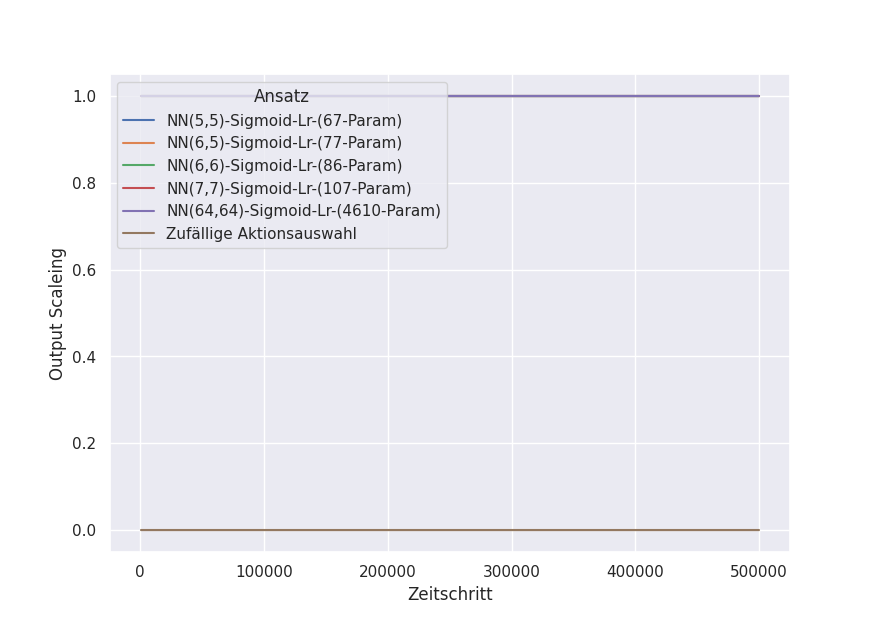 Ansatz
NN(5,5)-Sigmoid-Lr-(67-Param)
NN(6,5)-Sigmoid-Lr-(77-Param)
NN(6,6)-Sigmoid-Lr-(86-Param)
NN(7,7)-Sigmoid-Lr-(107-Param)
NN(64,64)-Sigmoid-Lr-(4610-Param)
Zufällige Aktionsauswahl
Output Scaleing
1.0
0.8
0.6
0.4
0.2
0.0
0 100000 200000 300000 400000 500000
Zeitschritt